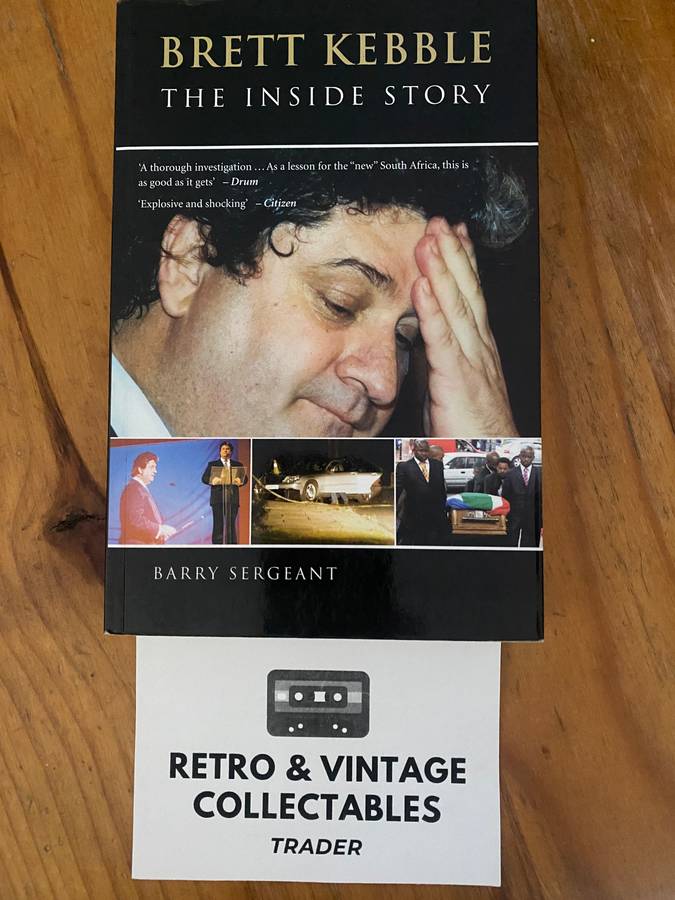 BRETT KEBBLE
THE INSIDE STORY
‘A thorough investigation … As a lesson for the “new” South Africa, this is
as good as it gets’ – Drum
‘Explosive and shocking’ – Citizen
BARRY SERGEANT
RETRO & VINTAGE
COLLECTABLES
TRADER